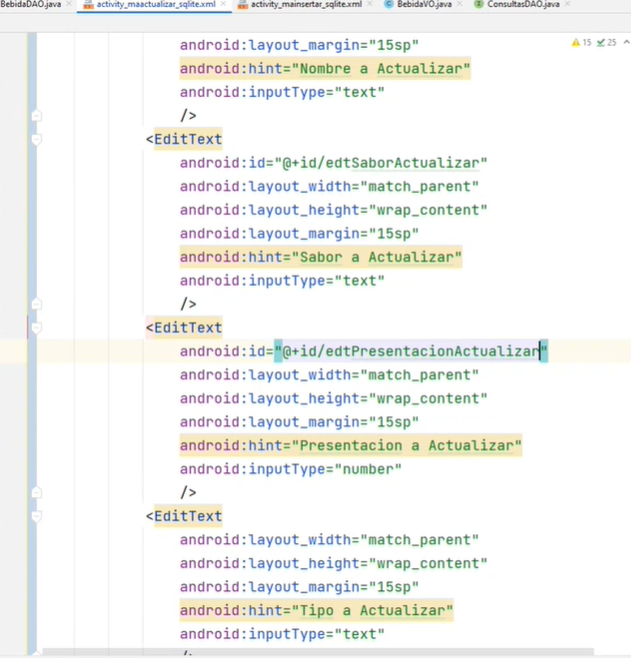 BebidaDAO.java × activity_maactualizar_sqlite.xml × activity_mainsertar_sqlite.xml × BebidaVO.java × ConsultasDAO.java ×
15 25
android:layout_margin="15sp"
android:hint="Nombre a Actualizar"
android:inputType="text"
/>
<EditText
android:id="@+id/edtSaborActualizar"
android:layout_width="match_parent"
android:layout_height="wrap_content"
android:layout_margin="15sp"
android:hint="Sabor a Actualizar"
android:inputType="text"
/>
<EditText
android:id="@+id/edtPresentacionActualizar"
android:layout_width="match_parent"
android:layout_height="wrap_content"
android:layout_margin="15sp"
android:hint="Presentacion a Actualizar"
android:inputType="number"
/>
<EditText
android:layout_width="match_parent"
android:layout_height="wrap_content"
android:layout_margin="15sp"
android:hint="Tipo a Actualizar"
android:inputType="text"